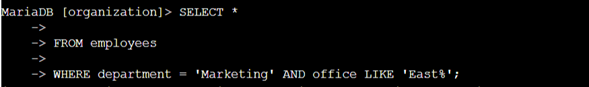 MariaDB [organization]> SELECT *
->
-> FROM employees
->
-> WHERE department = 'Marketing' AND office LIKE 'East%';